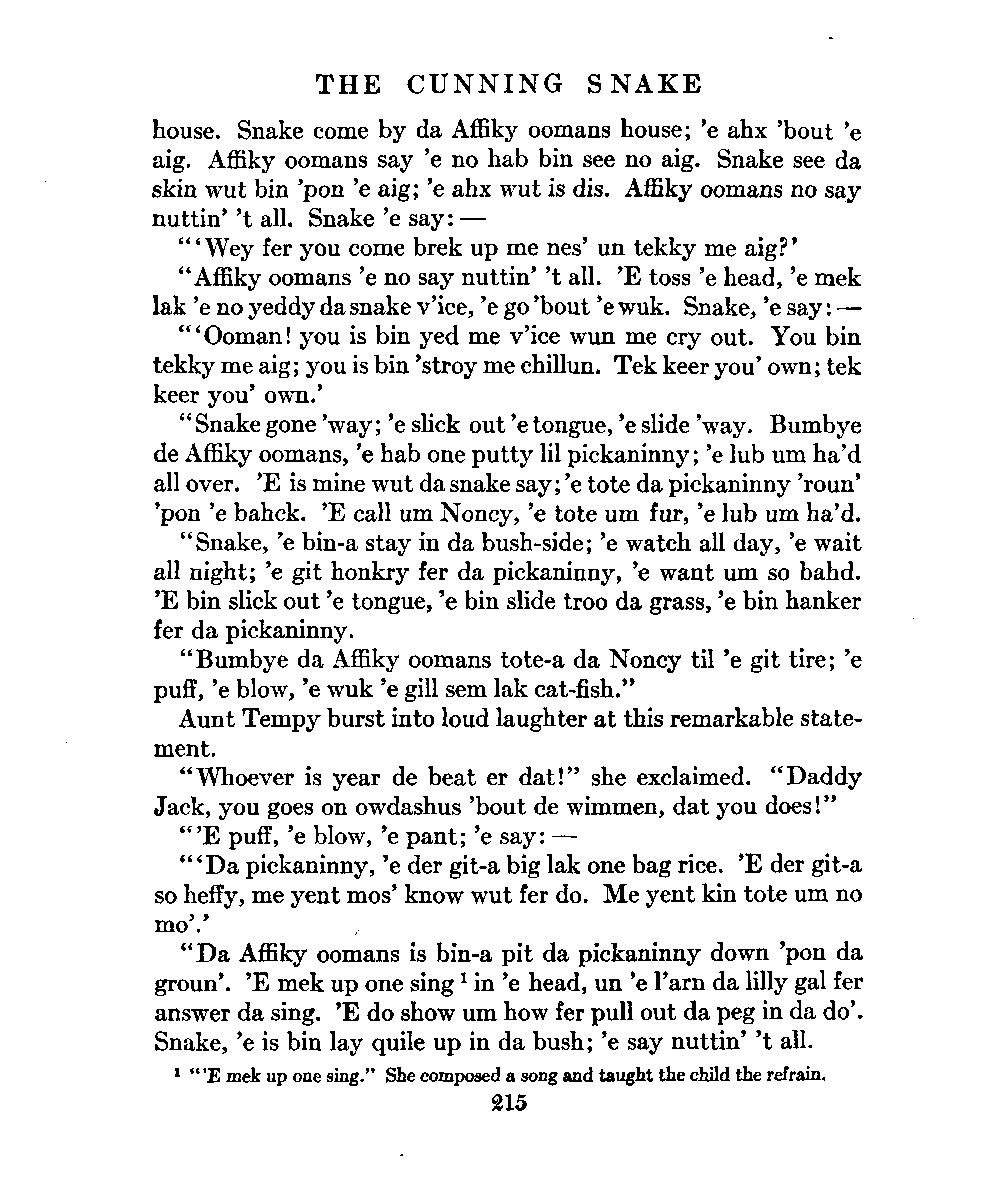 THE CUNNING SNAKE
house. Snake come by da Affiky oomans house; 'e ahx 'bout 'e
aig. Affiky oomans say 'e no hab bin see no aig. Snake see da
skin wut bin 'pon 'e aig; 'e ahx wut is dis. Affiky oomans no say
nuttin' 't all. Snake 'e say: —
"'Wey fer you come brek up me nes' un tekky me aig?'
"Affiky oomans 'e no say nuttin' 't all. 'E toss 'e head, 'e mek
lak 'e no yeddy da snake v'ice, 'e go 'bout 'e wuk. Snake, 'e say: —
"'Ooman! you is bin yed me v'ice wun me cry out. You bin
tekky me aig; you is bin 'stroy me chillun. Tek keer you' own; tek
keer you' own.'
"Snake gone 'way; 'e slick out 'e tongue, 'e slide 'way. Bumbye
de Affiky oomans, 'e hab one putty lil pickaninny; 'e lub um ha'd
all over. 'E is mine wut da snake say; 'e tote da pickaninny 'roun'
'pon 'e bahck. 'E call um Noncy, 'e tote um fur, 'e lub um ha'd.
"Snake, 'e bin-a stay in da bush-side; 'e watch all day, 'e wait
all night; 'e git honkry fer da pickaninny, 'e want um so bahd.
'E bin slick out 'e tongue, 'e bin slide troo da grass, 'e bin hanker
fer da pickaninny.
"Bumbye da Affiky oomans tote-a da Noncy til 'e git tire; 'e
puff, 'e blow, 'e wuk 'e gill sem lak cat-fish."
Aunt Tempy burst into loud laughter at this remarkable state-
ment.
"Whoever is year de beat er dat!" she exclaimed. "Daddy
Jack, you goes on owdashus 'bout de wimmen, dat you does!"
"'E puff, 'e blow, 'e pant; 'e say: —
"'Da pickaninny, 'e der git-a big lak one bag rice. 'E der git-a
so heffy, me yent mos' know wut fer do. Me yent kin tote um no
mo'.'
"Da Affiky oomans is bin-a pit da pickaninny down 'pon da
groun'. 'E mek up one sing ¹ in 'e head, un 'e l'arn da lilly gal fer
answer da sing. 'E do show um how fer pull out da peg in da do'.
Snake, 'e is bin lay quile up in da bush; 'e say nuttin' 't all.
¹ "'E mek up one sing." She composed a song and taught the child the refrain.
215